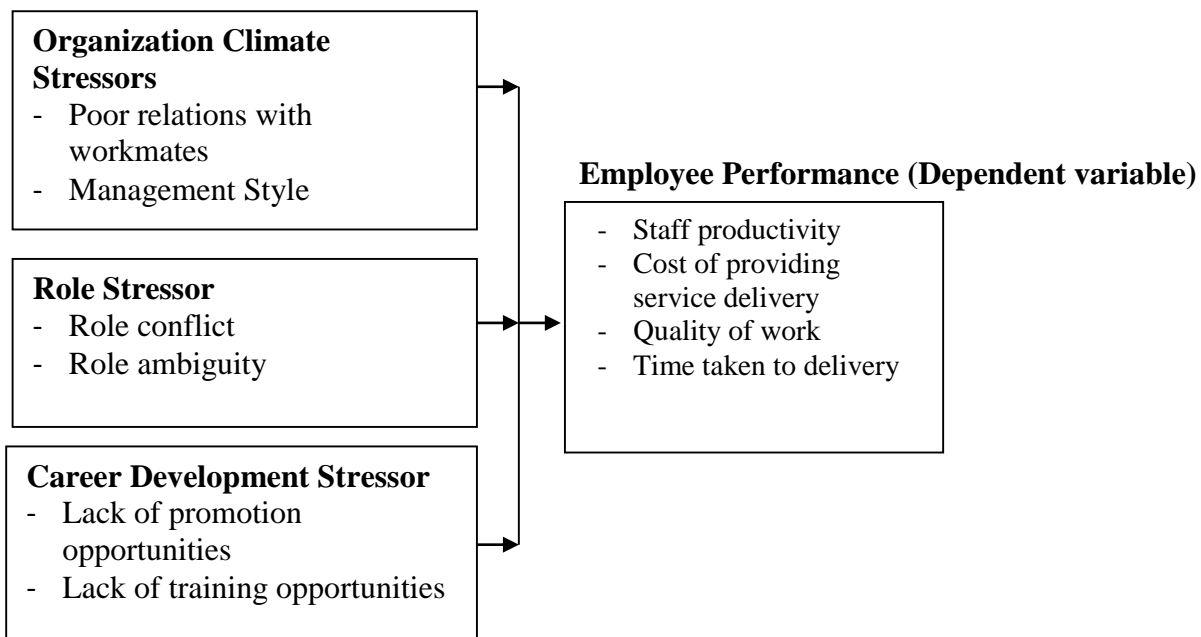 Organization Climate
Stressors
- Poor relations with
workmates
- Management Style
Role Stressor
- Role conflict
- Role ambiguity
Career Development Stressor
- Lack of promotion
opportunities
- Lack of training opportunities
Employee Performance (Dependent variable)
- Staff productivity
- Cost of providing
service delivery
- Quality of work
- Time taken to delivery